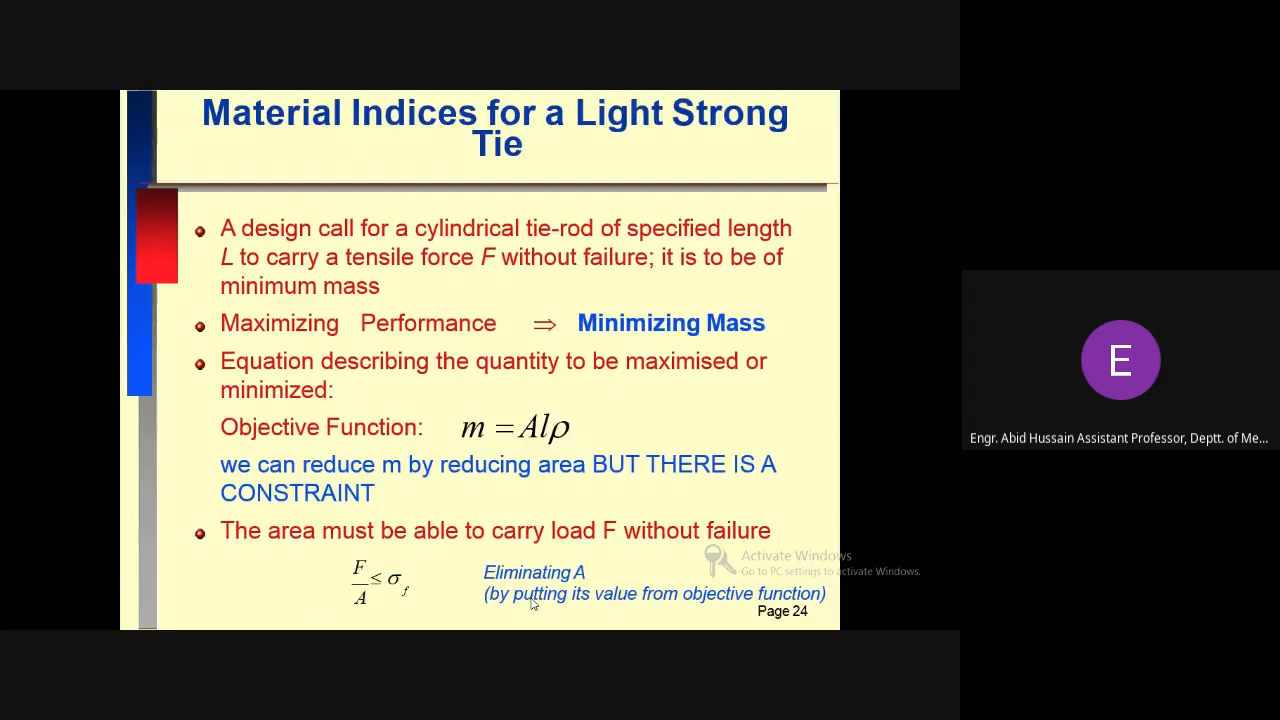 Material Indices for a Light Strong
Tie
A design call for a cylindrical tie-rod of specified length
L to carry a tensile force F without failure; it is to be of
minimum mass
Maximizing Performance ⇒ Minimizing Mass
Equation describing the quantity to be maximised or
minimized:
Objective Function: m = Alρ
we can reduce m by reducing area BUT THERE IS A
CONSTRAINT
The area must be able to carry load F without failure
F/A ≤ σf
Eliminating A
(by putting its value from objective function)
Page 24
Activate Windows
Go to PC settings to activate Windows.
E
Engr. Abid Hussain Assistant Professor, Deptt. of Me...